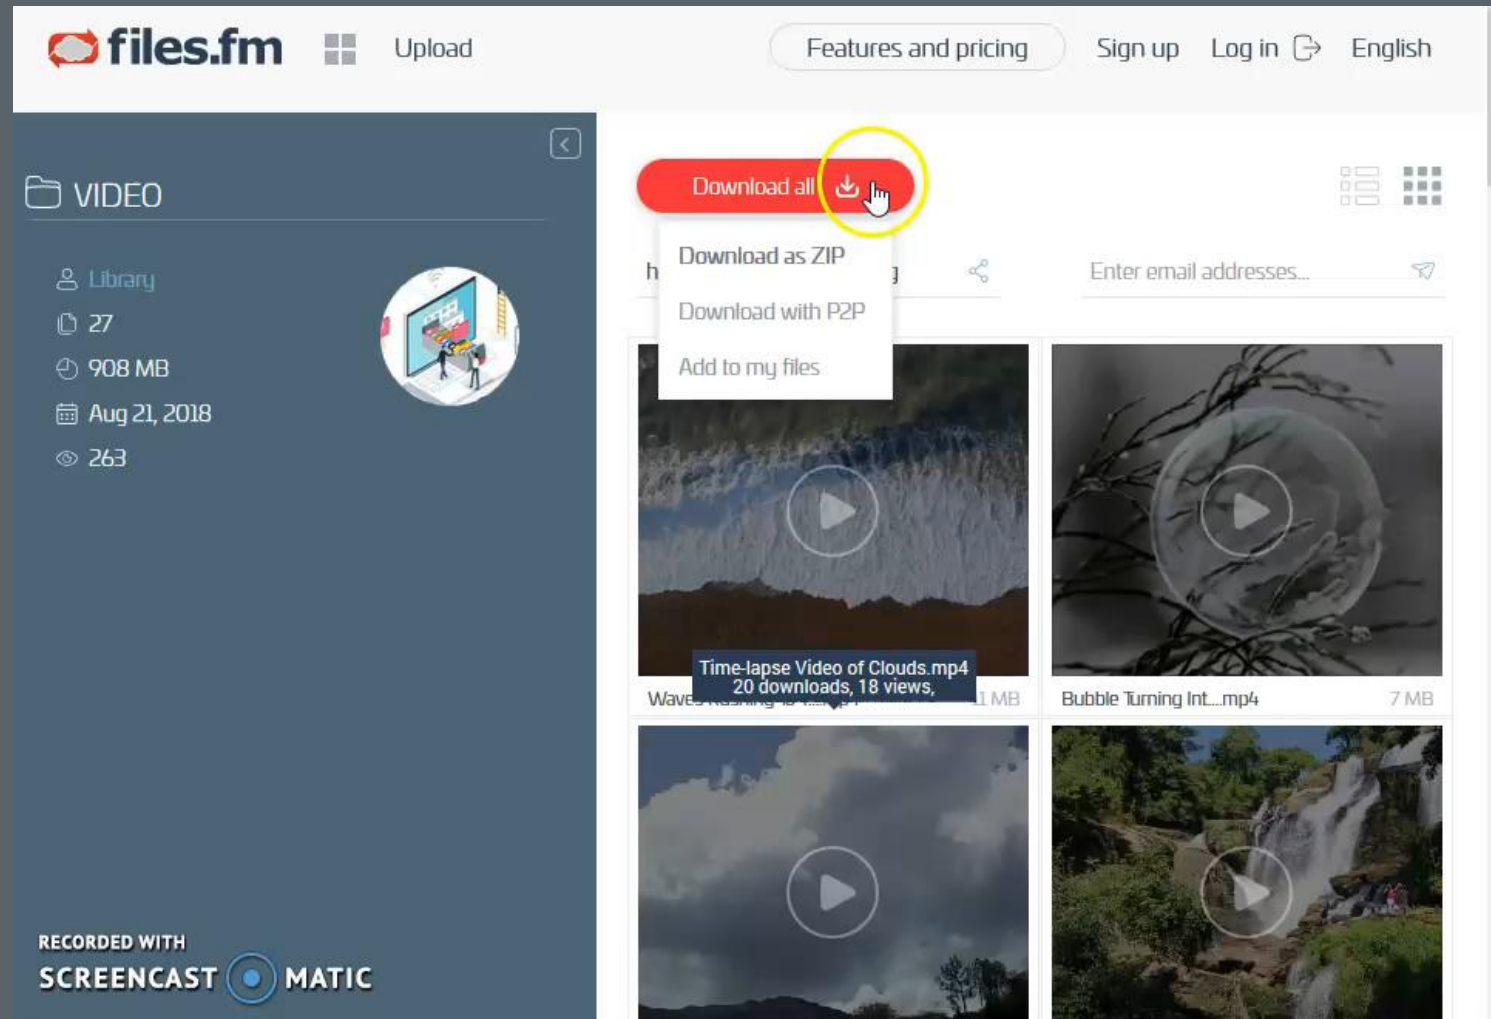 files.fm
Upload
Features and pricing
Sign up
Log in
English
VIDEO
Library
27
908 MB
Aug 21, 2018
263
Download all
Download as ZIP
Download with P2P
Add to my files
Enter email addresses...
Time-lapse Video of Clouds.mp4
20 downloads, 18 views,
Waves
MB
Bubble Turning Int....mp4
7 MB
RECORDED WITH
SCREENCAST MATIC